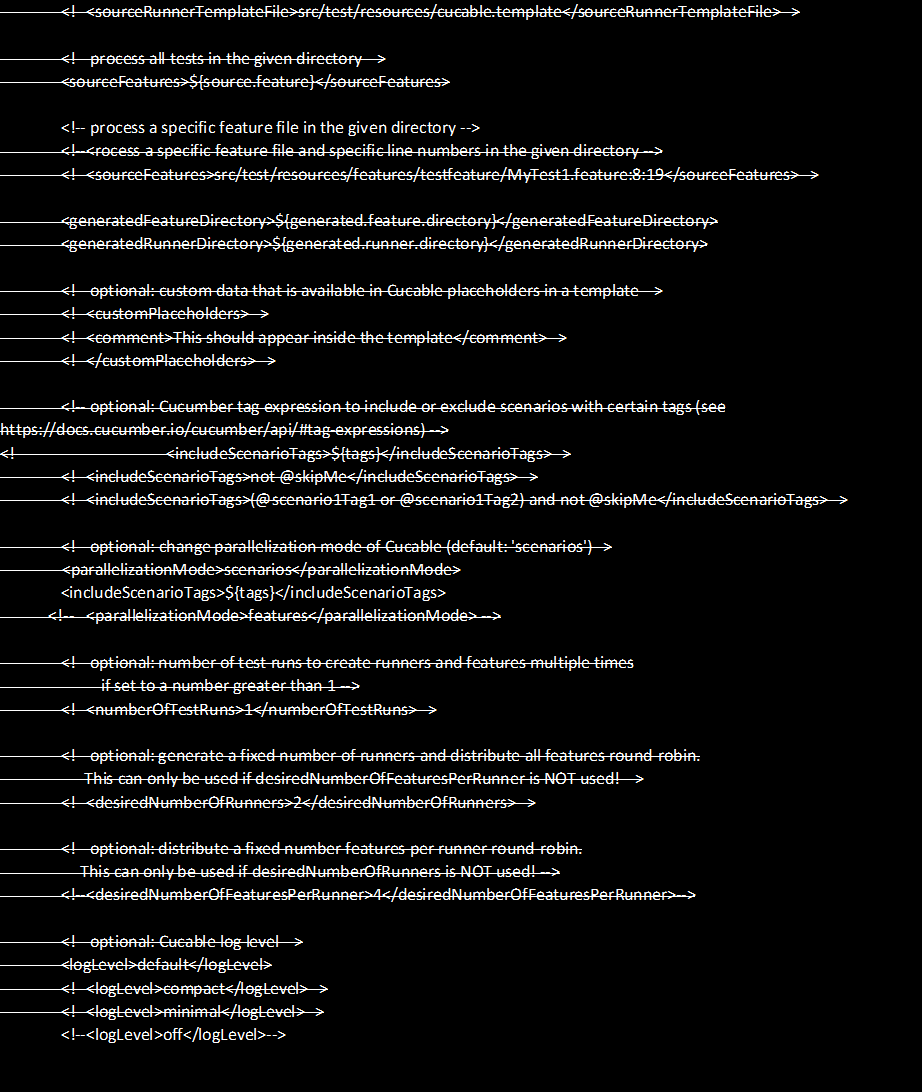 <!--<sourceRunnerTemplateFile>src/test/resources/cucable.template</sourceRunnerTemplateFile>-->
<!-- process all tests in the given directory -->
<sourceFeatures>${source.feature}</sourceFeatures>
<!-- process a specific feature file in the given directory -->
<!--<rocess a specific feature file and specific line numbers in the given directory -->
<!--<sourceFeatures>src/test/resources/features/testfeature/MyTest1.feature:8:19</sourceFeatures>-->
<generatedFeatureDirectory>${generated.feature.directory}</generatedFeatureDirectory>
<generatedRunnerDirectory>${generated.runner.directory}</generatedRunnerDirectory>
<!-- optional: custom data that is available in Cucable placeholders in a template -->
<!--<customPlaceholders>-->
<!--<comment>This should appear inside the template</comment>-->
<!--</customPlaceholders>-->
<!-- optional: Cucumber tag expression to include or exclude scenarios with certain tags (see
https://docs.cucumber.io/cucumber/api/#tag-expressions) -->
<!-- <includeScenarioTags>${tags}</includeScenarioTags>-->
<!--<includeScenarioTags>not @skipMe</includeScenarioTags>-->
<!--<includeScenarioTags>(@scenario1Tag1 or @scenario1Tag2) and not @skipMe</includeScenarioTags>-->
<!-- optional: change parallelization mode of Cucable (default: 'scenarios')-->
<parallelizationMode>scenarios</parallelizationMode>
<includeScenarioTags>${tags}</includeScenarioTags>
<!-- <parallelizationMode>features</parallelizationMode> -->
<!-- optional: number of test runs to create runners and features multiple times
if set to a number greater than 1 -->
<!--<numberOfTestRuns>1</numberOfTestRuns>-->
<!-- optional: generate a fixed number of runners and distribute all features round-robin.
This can only be used if desiredNumberOfFeaturesPerRunner is NOT used! -->
<!--<desiredNumberOfRunners>2</desiredNumberOfRunners>-->
<!-- optional: distribute a fixed number features per runner round-robin.
This can only be used if desiredNumberOfRunners is NOT used! -->
<!--<desiredNumberOfFeaturesPerRunner>4</desiredNumberOfFeaturesPerRunner>-->
<!-- optional: Cucable log level -->
<logLevel>default</logLevel>
<!--<logLevel>compact</logLevel>-->
<!--<logLevel>minimal</logLevel>-->
<!--<logLevel>off</logLevel>-->